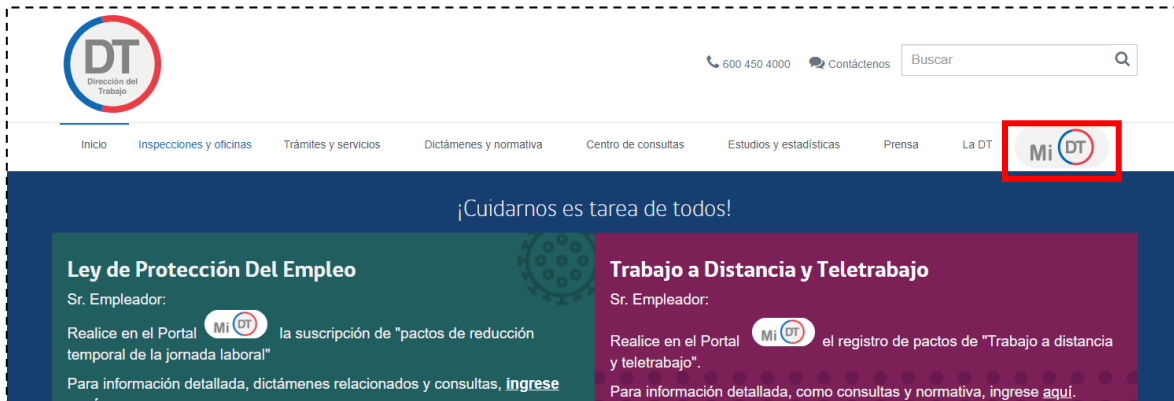 DT
Dirección del
Trabajo
600 450 4000 Contáctenos Buscar
Inicio Inspecciones y oficinas Trámites y servicios Dictámenes y normativa Centro de consultas Estudios y estadísticas Prensa La DT Mi DT
¡Cuidarnos es tarea de todos!
Ley de Protección Del Empleo
Sr. Empleador:
Realice en el Portal Mi DT la suscripción de "pactos de reducción
temporal de la jornada laboral"
Para información detallada, dictámenes relacionados y consultas, ingrese
Trabajo a Distancia y Teletrabajo
Sr. Empleador:
Realice en el Portal Mi DT el registro de pactos de "Trabajo a distancia
y teletrabajo".
Para información detallada, como consultas y normativa, ingrese aquí.